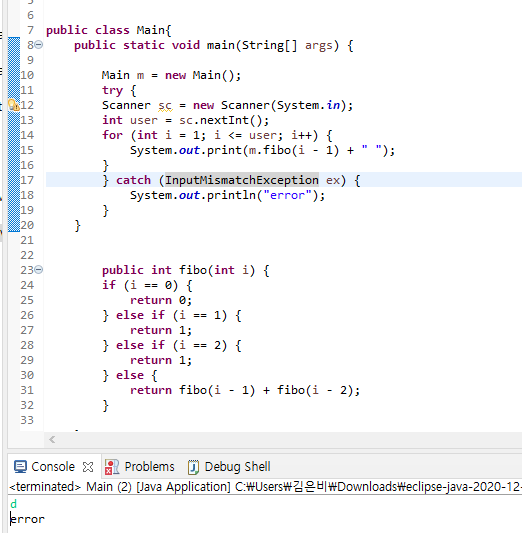 6
7 public class Main{
8 public static void main(String[] args) {
9
10 Main m = new Main();
11 try {
12 Scanner sc = new Scanner(System.in);
13 int user = sc.nextInt();
14 for (int i = 1; i <= user; i++) {
15 System.out.print(m.fibo(i - 1) + " ");
16 }
17 } catch (InputMismatchException ex) {
18 System.out.println("error");
19 }
20 }
21
22
23 public int fibo(int i) {
24 if (i == 0) {
25 return 0;
26 } else if (i == 1) {
27 return 1;
28 } else if (i == 2) {
29 return 1;
30 } else {
31 return fibo(i - 1) + fibo(i - 2);
32 }
33
Console Problems Debug Shell
<terminated> Main (2) [Java Application] C:₩Users₩김은비₩Downloads₩eclipse-java-2020-12-
d
error